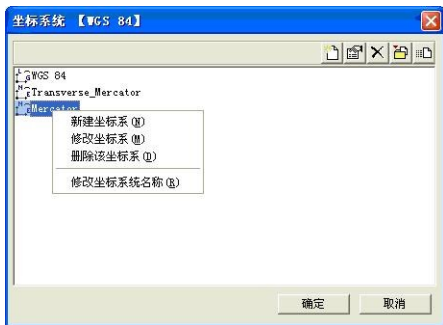 坐标系统 【WGS 84】
WGS 84
Transverse_Mercator
Mercator
新建坐标系(N)
修改坐标系(M)
删除该坐标系(D)
修改坐标系统名称(R)
确定
取消